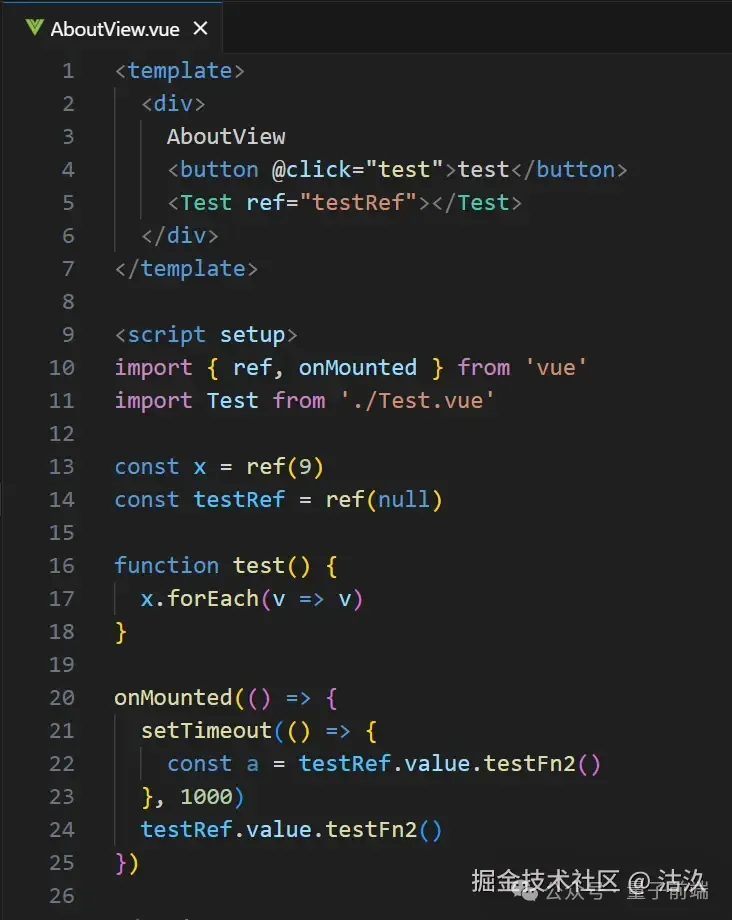 AboutView.vue
1 <template>
2 <div>
3 AboutView
4 <button @click="test">test</button>
5 <Test ref="testRef"></Test>
6 </div>
7 </template>
8
9 <script setup>
10 import { ref, onMounted } from 'vue'
11 import Test from './Test.vue'
12
13 const x = ref(9)
14 const testRef = ref(null)
15
16 function test() {
17 x.forEach(v => v)
18 }
19
20 onMounted(() => {
21 setTimeout(() => {
22 const a = testRef.value.testFn2()
23 }, 1000)
24 testRef.value.testFn2()
25 })
26
掘金技术社区 @ 沽汣
公众号 · 量子前端